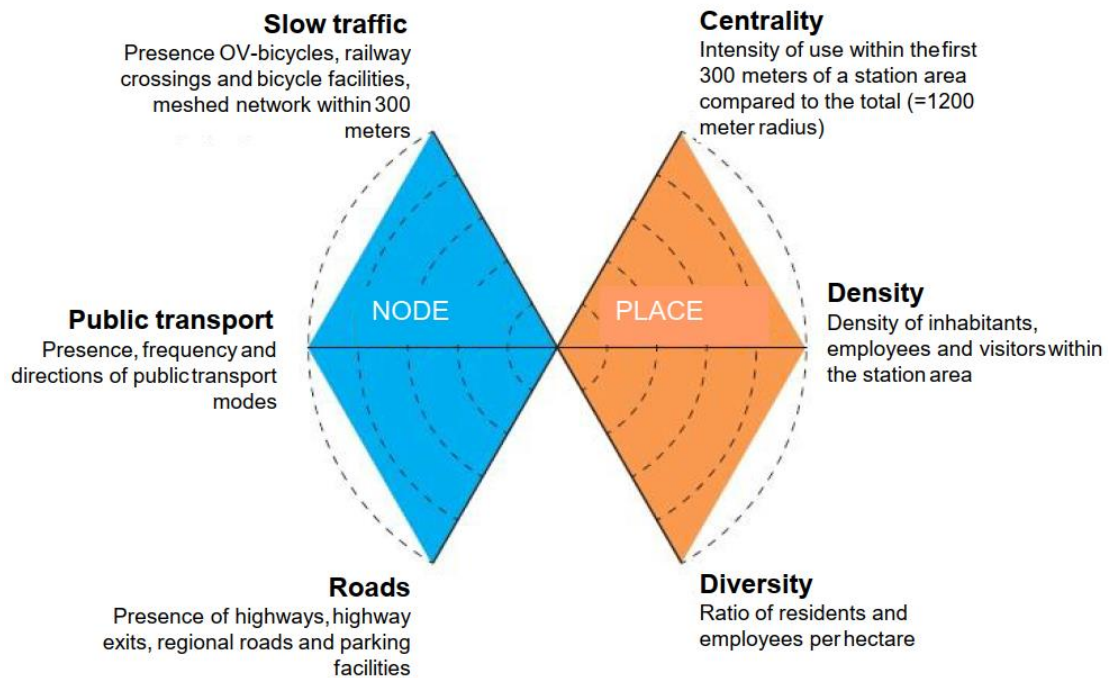 Slow traffic
Presence OV-bicycles, railway
crossings and bicycle facilities,
meshed network within 300
meters
Centrality
Intensity of use within the first
300 meters of a station area
compared to the total (=1200
meter radius)
NODE
PLACE
Public transport
Presence, frequency and
directions of public transport
modes
Density
Density of inhabitants,
employees and visitors within
the station area
Roads
Presence of highways, highway
exits, regional roads and parking
facilities
Diversity
Ratio of residents and
employees per hectare